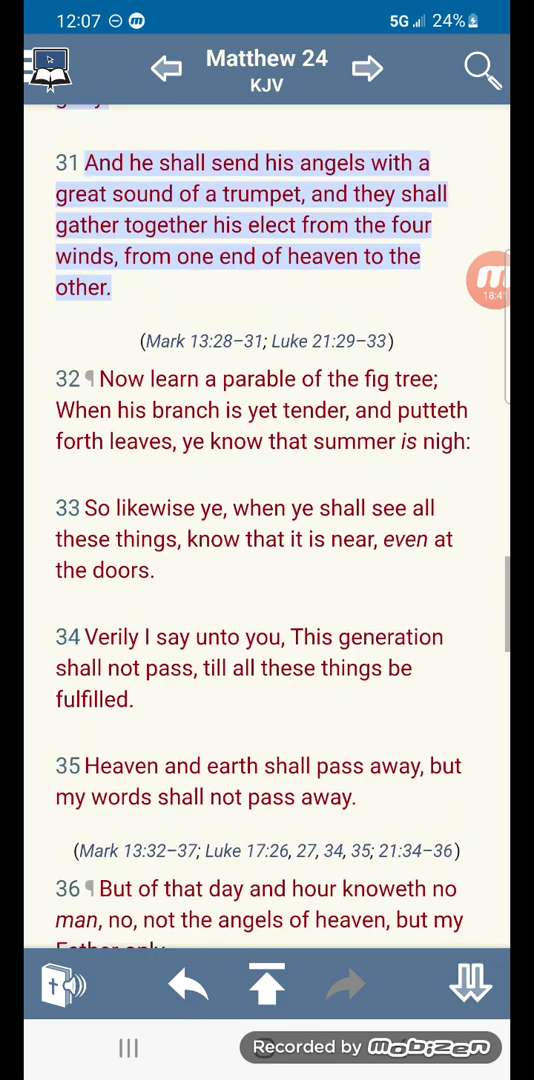 12:07 5G 24%
Matthew 24
KJV
31 And he shall send his angels with a
great sound of a trumpet, and they shall
gather together his elect from the four
winds, from one end of heaven to the
other.
18:41
(Mark 13:28–31; Luke 21:29–33)
32 ¶ Now learn a parable of the fig tree;
When his branch is yet tender, and putteth
forth leaves, ye know that summer is nigh:
33 So likewise ye, when ye shall see all
these things, know that it is near, even at
the doors.
34 Verily I say unto you, This generation
shall not pass, till all these things be
fulfilled.
35 Heaven and earth shall pass away, but
my words shall not pass away.
(Mark 13:32–37; Luke 17:26, 27, 34, 35; 21:34–36)
36 ¶ But of that day and hour knoweth no
man, no, not the angels of heaven, but my
Father only.
Recorded by mobizen